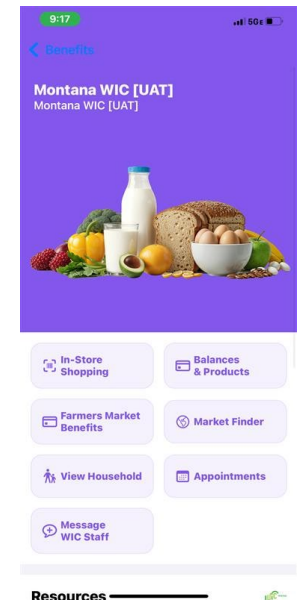 9:17
5GE
Benefits
Montana WIC [UAT]
Montana WIC [UAT]
In-Store
Shopping
Balances
& Products
Farmers Market
Benefits
Market Finder
View Household
Appointments
Message
WIC Staff
Resources